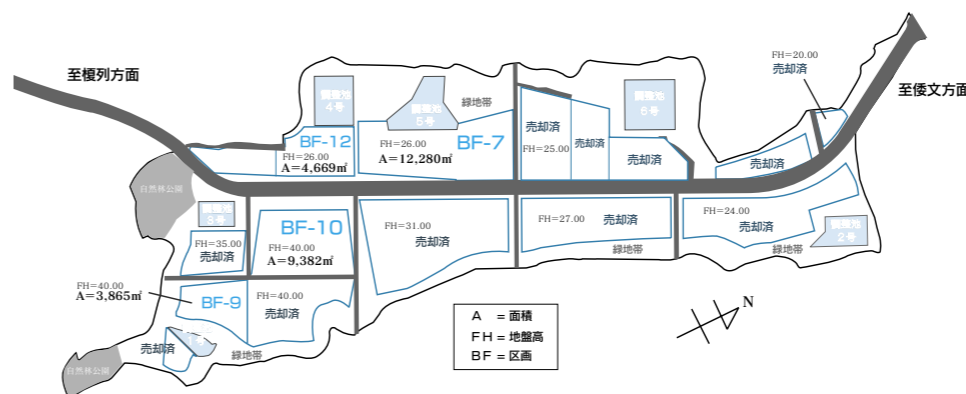 至榎列方面
至倭文方面
FH=20.00
売却済
調整池
4号
調整池
5号
緑地帯
調整池
6号
BF-12
FH=26.00
A=4,669㎡
FH=26.00
A=12,280㎡
BF-7
売却済
FH=25.00
売却済
売却済
売却済
自然林公園
調整池
3号
FH=35.00
売却済
BF-10
FH=40.00
A=9,382㎡
FH=31.00
売却済
FH=27.00
売却済
緑地帯
FH=24.00
売却済
緑地帯
調整池
2号
FH=40.00
A=3,865㎡
BF-9
FH=40.00
売却済
売却済
1号
緑地帯
自然林公園
A = 面積
FH = 地盤高
BF = 区画
N